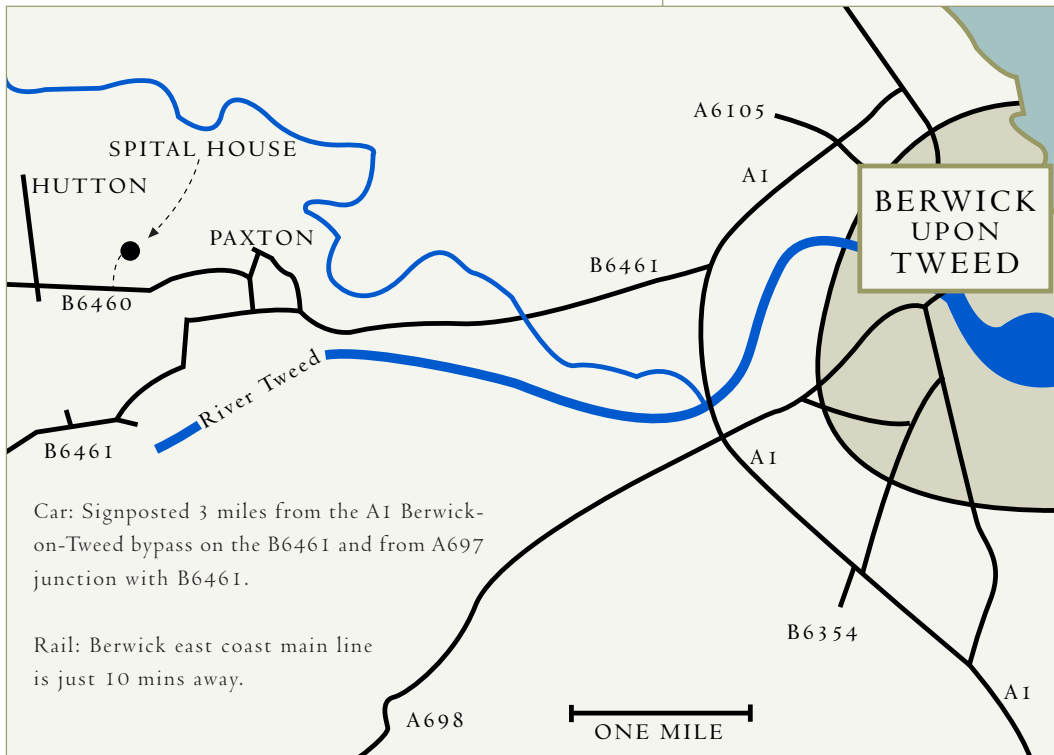 A6105
SPITAL HOUSE
HUTTON
A1
BERWICK
UPON
TWEED
PAXTON
B6461
B6460
River Tweed
B6461
A1
Car: Signposted 3 miles from the A1 Berwick-
on-Tweed bypass on the B6461 and from A697
junction with B6461.
B6354
Rail: Berwick east coast main line
is just 10 mins away.
A1
A698
ONE MILE